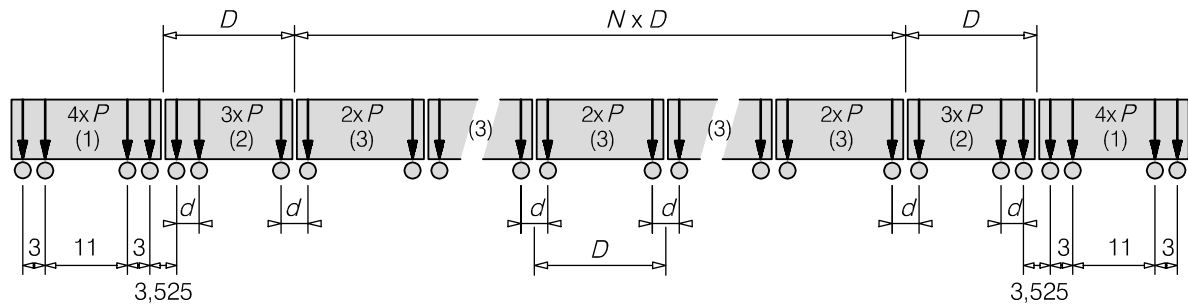 D N x D D
4x P 3x P 2x P 2x P 2x P 3x P 4x P
(1) (2) (3) (3) (3) (3) (3) (2) (1)
d d d d d d
3 11 3 D 3 11 3
3,525 3,525